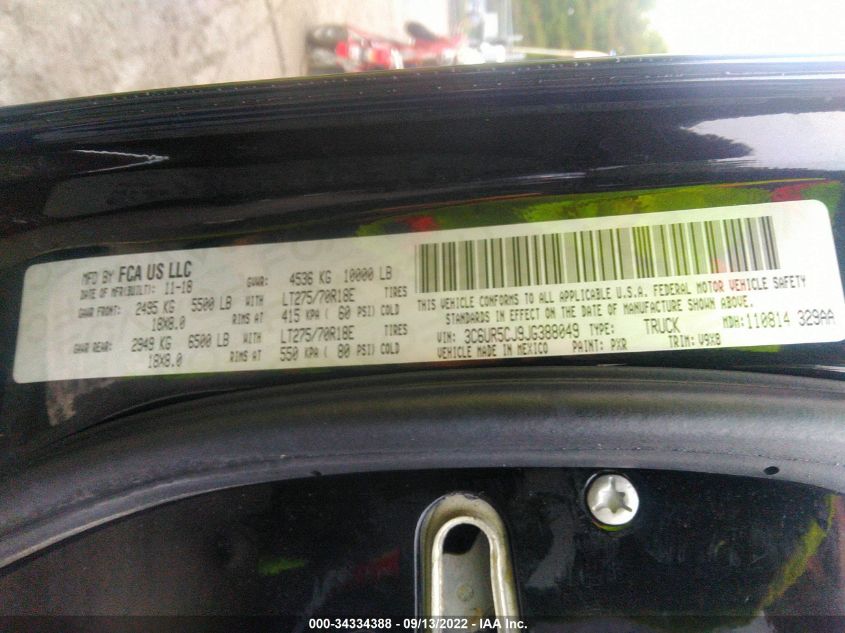 MFD BY FCA US LLC
DATE OF MFR(BUILT): 11-18 GVWR: 4536 KG 10000 LB
GAWR FRONT: 2495 KG 5500 LB WITH LT275/70R18E TIRES
18X8.0 RIMS AT 415 KPA ( 60 PSI) COLD
GAWR REAR: 2949 KG 6500 LB WITH LT275/70R18E TIRES
18X8.0 RIMS AT 550 KPA ( 80 PSI) COLD
THIS VEHICLE CONFORMS TO ALL APPLICABLE U.S.A. FEDERAL MOTOR VEHICLE SAFETY
STANDARDS IN EFFECT ON THE DATE OF MANUFACTURE SHOWN ABOVE.
VIN: 3C6UR5CJ9JG388049 TYPE: TRUCK MDH:110814 329AA
MADE IN MEXICO PAINT: PXR TRIM: V9X8
000-34334388 - 09/13/2022 - IAA Inc.